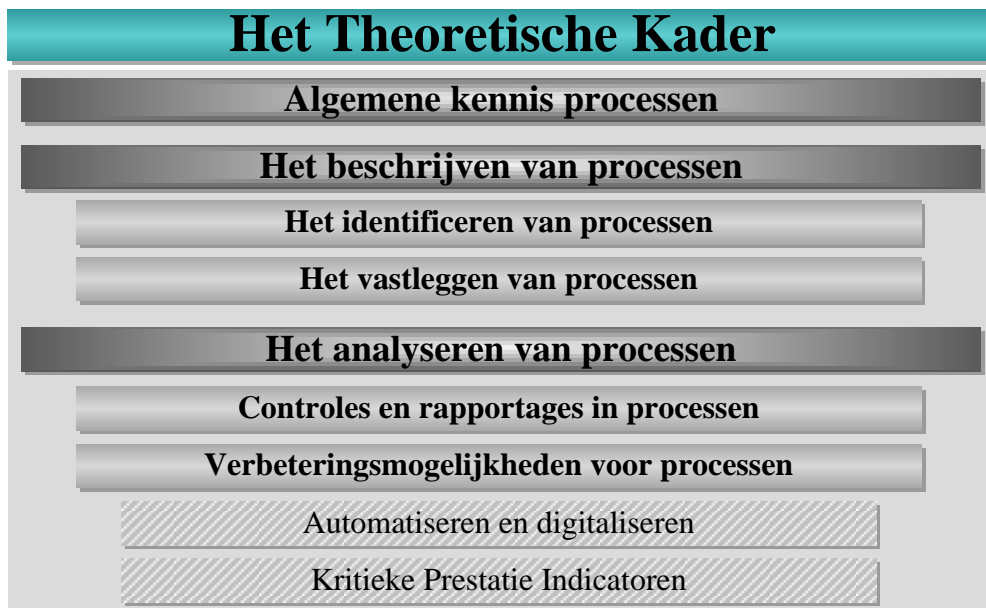 Het Theoretische Kader
Algemene kennis processen
Het beschrijven van processen
Het identificeren van processen
Het vastleggen van processen
Het analyseren van processen
Controles en rapportages in processen
Verbeteringsmogelijkheden voor processen
Automatiseren en digitaliseren
Kritieke Prestatie Indicatoren